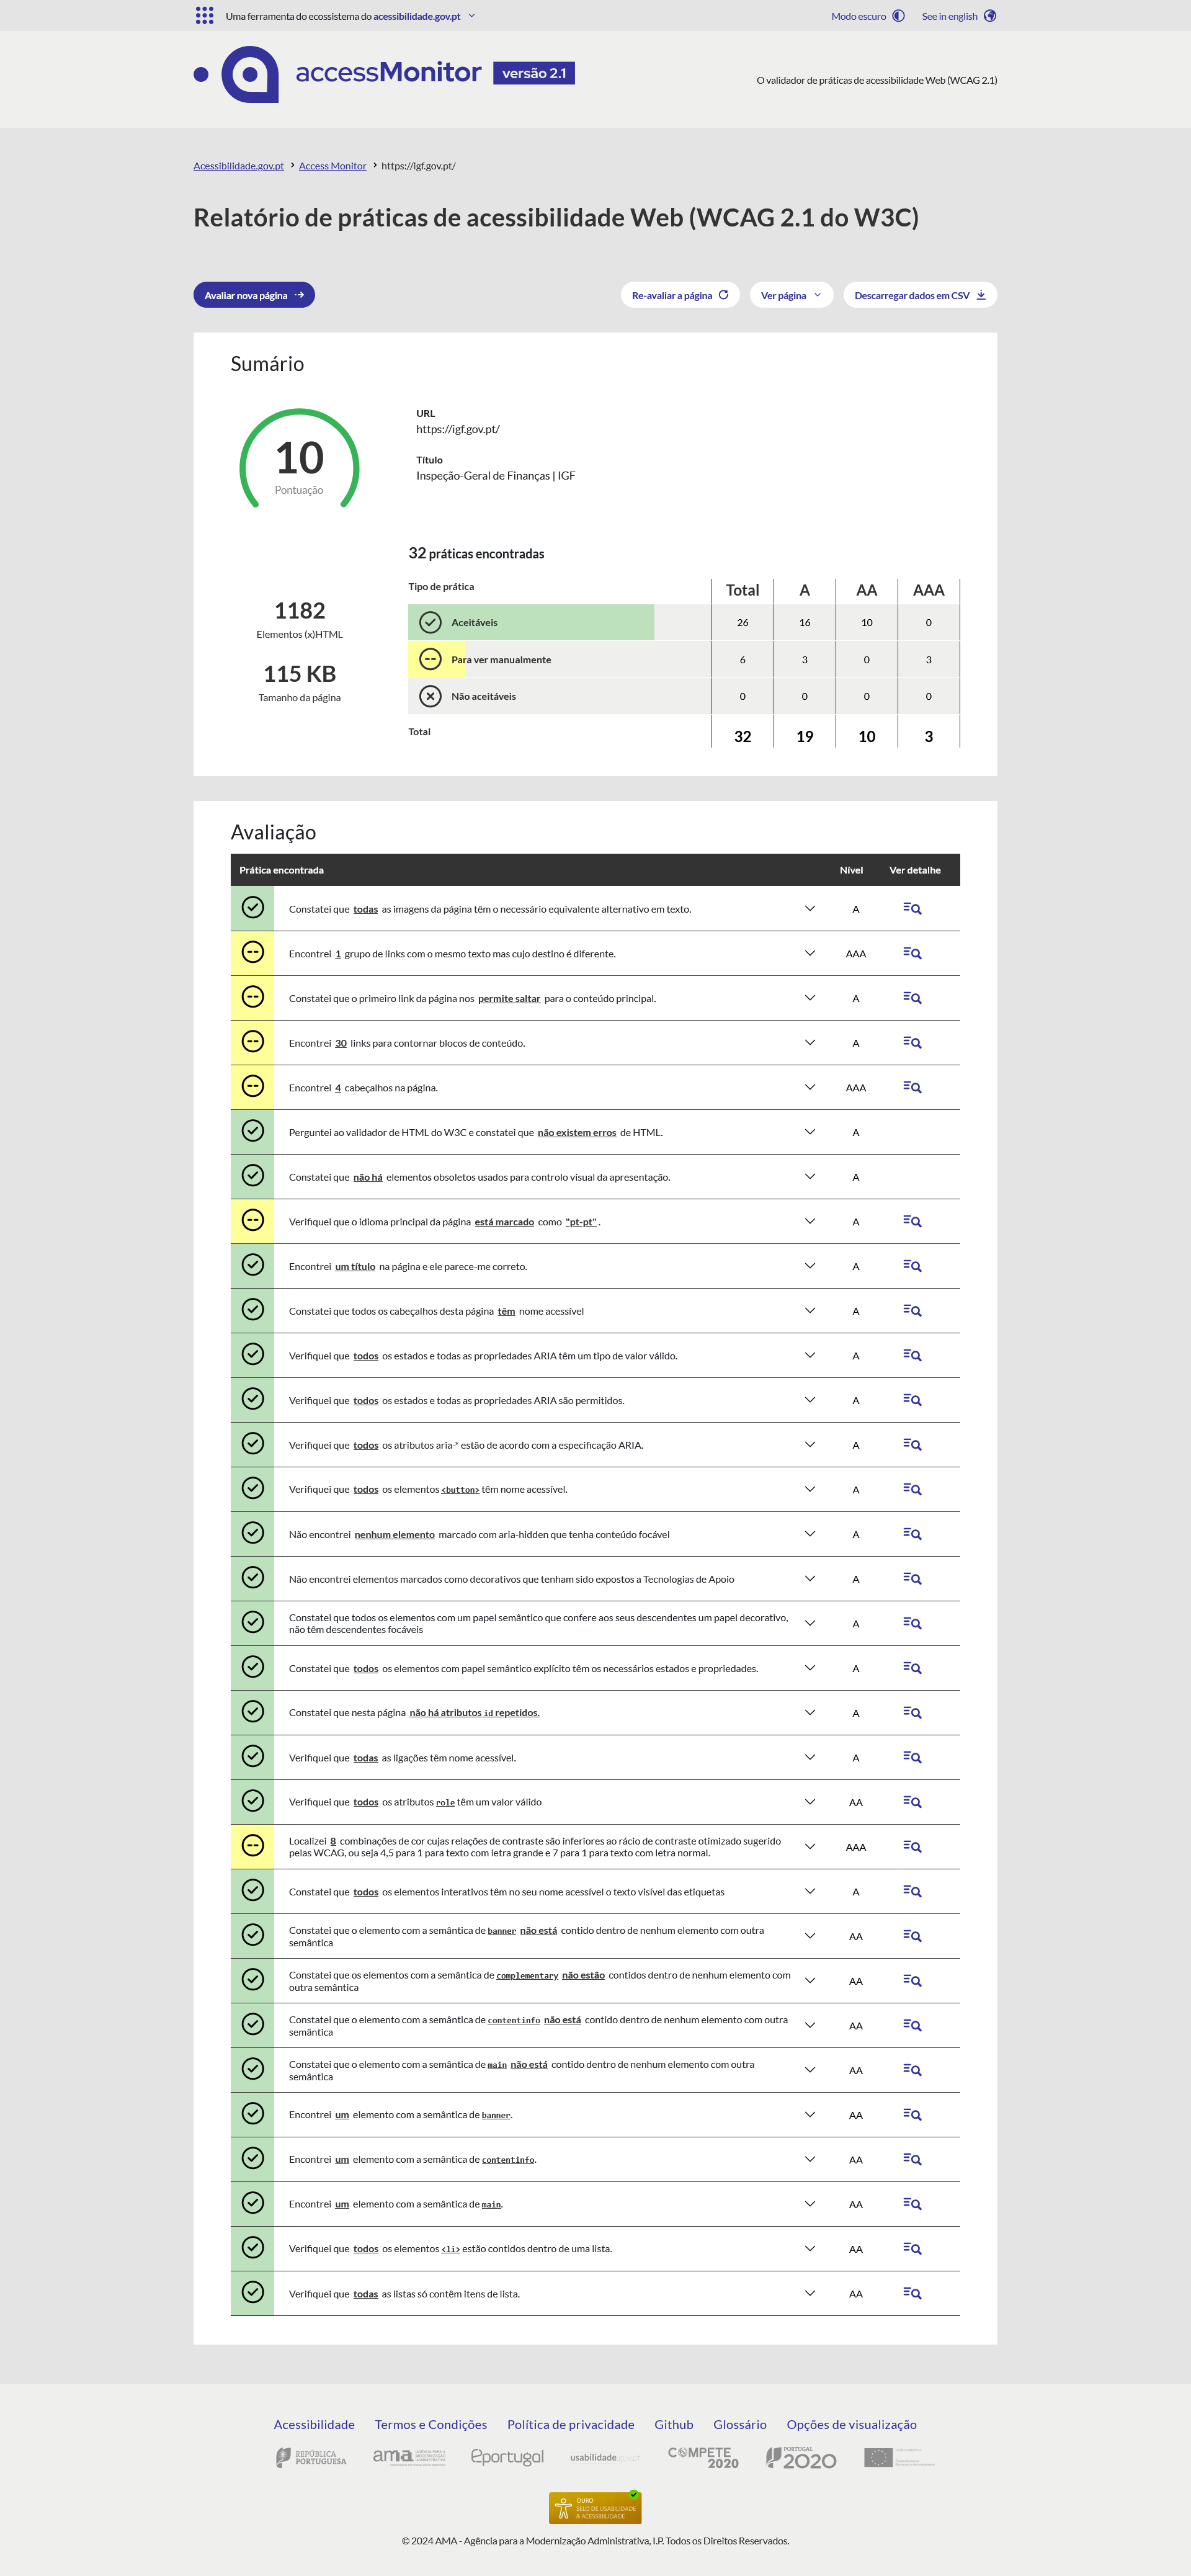 Uma ferramenta do ecossistema do acessibilidade.gov.pt
Modo escuro
See in english
accessMonitor versão 2.1
O validador de práticas de acessibilidade Web (WCAG 2.1)
Acessibilidade.gov.pt
Access Monitor
https://igf.gov.pt/
Relatório de práticas de acessibilidade Web (WCAG 2.1 do W3C)
Avaliar nova página
Re-avaliar a página
Ver página
Descarregar dados em CSV
Sumário
10
Pontuação
URL
https://igf.gov.pt/
Título
Inspeção-Geral de Finanças | IGF
1182
Elementos (x)HTML
115 KB
Tamanho da página
32 práticas encontradas
Tipo de prática Total A AA AAA
Aceitáveis 26 16 10 0
Para ver manualmente 6 3 0 3
Não aceitáveis 0 0 0 0
Total 32 19 10 3
Avaliação
Prática encontrada Nível Ver detalhe
Constatei que todas as imagens da página têm o necessário equivalente alternativo em texto. A
Encontrei 1 grupo de links com o mesmo texto mas cujo destino é diferente. AAA
Constatei que o primeiro link da página nos permite saltar para o conteúdo principal. A
Encontrei 30 links para contornar blocos de conteúdo. A
Encontrei 4 cabeçalhos na página. AAA
Perguntei ao validador de HTML do W3C e constatei que não existem erros de HTML. A
Constatei que não há elementos obsoletos usados para controlo visual da apresentação. A
Verifiquei que o idioma principal da página está marcado como "pt-pt" . A
Encontrei um título na página e ele parece-me correto. A
Constatei que todos os cabeçalhos desta página têm nome acessível A
Verifiquei que todos os estados e todas as propriedades ARIA têm um tipo de valor válido. A
Verifiquei que todos os estados e todas as propriedades ARIA são permitidos. A
Verifiquei que todos os atributos aria-* estão de acordo com a especificação ARIA. A
Verifiquei que todos os elementos <button> têm nome acessível. A
Não encontrei nenhum elemento marcado com aria-hidden que tenha conteúdo focável A
Não encontrei elementos marcados como decorativos que tenham sido expostos a Tecnologias de Apoio A
Constatei que todos os elementos com um papel semântico que confere aos seus descendentes um papel decorativo,
não têm descendentes focáveis A
Constatei que todos os elementos com papel semântico explícito têm os necessários estados e propriedades. A
Constatei que nesta página não há atributos id repetidos. A
Verifiquei que todas as ligações têm nome acessível. A
Verifiquei que todos os atributos role têm um valor válido AA
Localizei 8 combinações de cor cujas relações de contraste são inferiores ao rácio de contraste otimizado sugerido
pelas WCAG, ou seja 4,5 para 1 para texto com letra grande e 7 para 1 para texto com letra normal. AAA
Constatei que todos os elementos interativos têm no seu nome acessível o texto visível das etiquetas A
Constatei que o elemento com a semântica de banner não está contido dentro de nenhum elemento com outra
semântica AA
Constatei que os elementos com a semântica de complementary não estão contidos dentro de nenhum elemento com
outra semântica AA
Constatei que o elemento com a semântica de contentinfo não está contido dentro de nenhum elemento com outra
semântica AA
Constatei que o elemento com a semântica de main não está contido dentro de nenhum elemento com outra
semântica AA
Encontrei um elemento com a semântica de banner. AA
Encontrei um elemento com a semântica de contentinfo. AA
Encontrei um elemento com a semântica de main. AA
Verifiquei que todos os elementos <li> estão contidos dentro de uma lista. AA
Verifiquei que todas as listas só contêm itens de lista. AA
Acessibilidade Termos e Condições Política de privacidade Github Glossário Opções de visualização
REPÚBLICA
PORTUGUESA
ama
eportugal
usabilidade
COMPETE
2020
PORTUGAL
2020
OURO
SELO DE USABILIDADE
& ACESSIBILIDADE
© 2024 AMA - Agência para a Modernização Administrativa, I.P. Todos os Direitos Reservados.